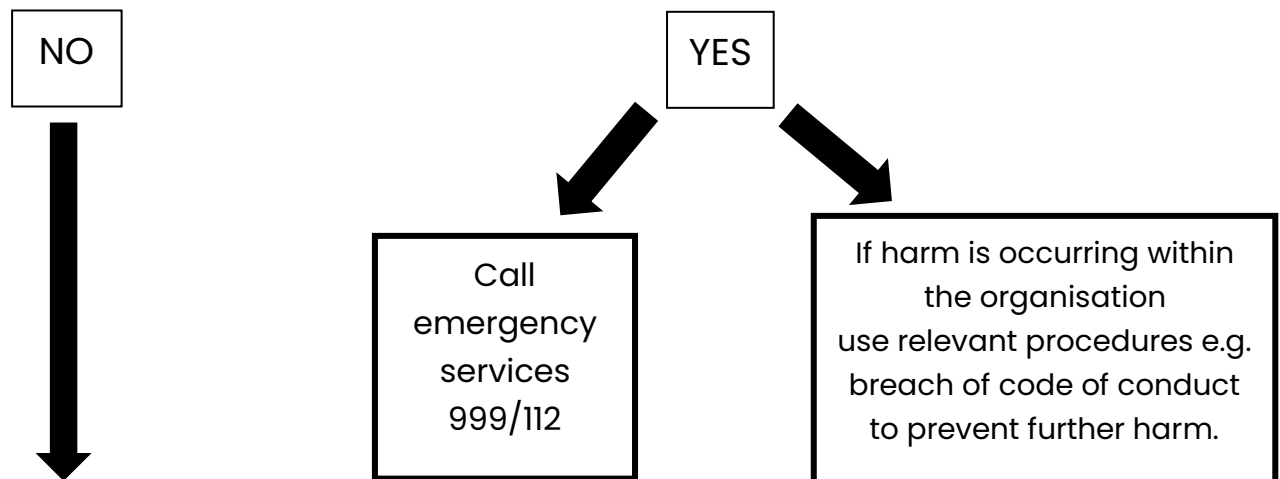 NO
YES
Call
emergency
services
999/112
If harm is occurring within
the organisation
use relevant procedures e.g.
breach of code of conduct
to prevent further harm.